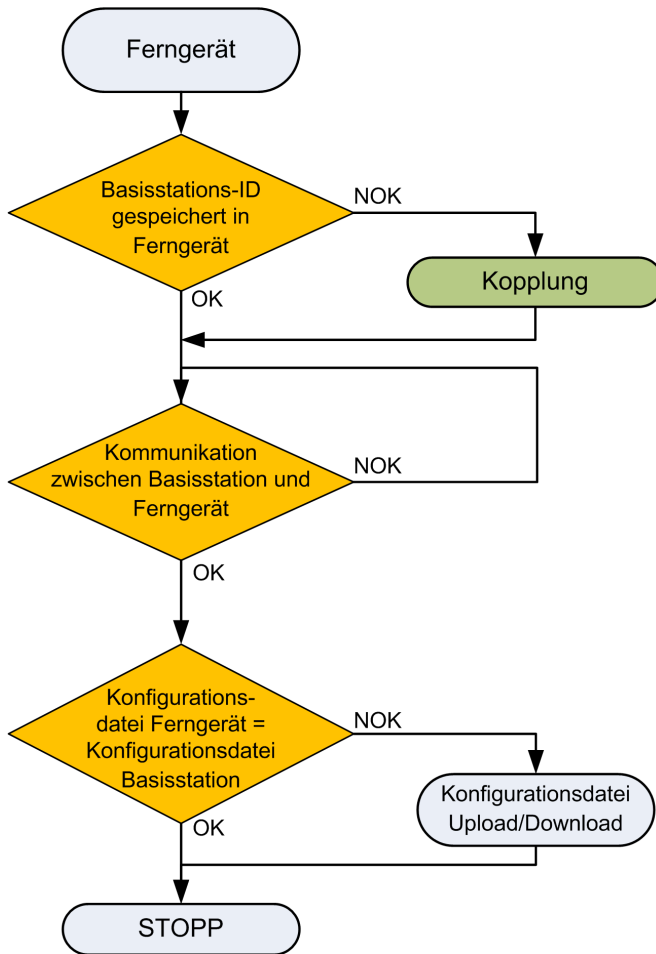 Ferngerät
Basisstations-ID
gespeichert in
Ferngerät
NOK
Kopplung
OK
Kommunikation
zwischen Basisstation und
Ferngerät
NOK
OK
Konfigurations-
datei Ferngerät =
Konfigurationsdatei
Basisstation
NOK
Konfigurationsdatei
Upload/Download
OK
STOPP